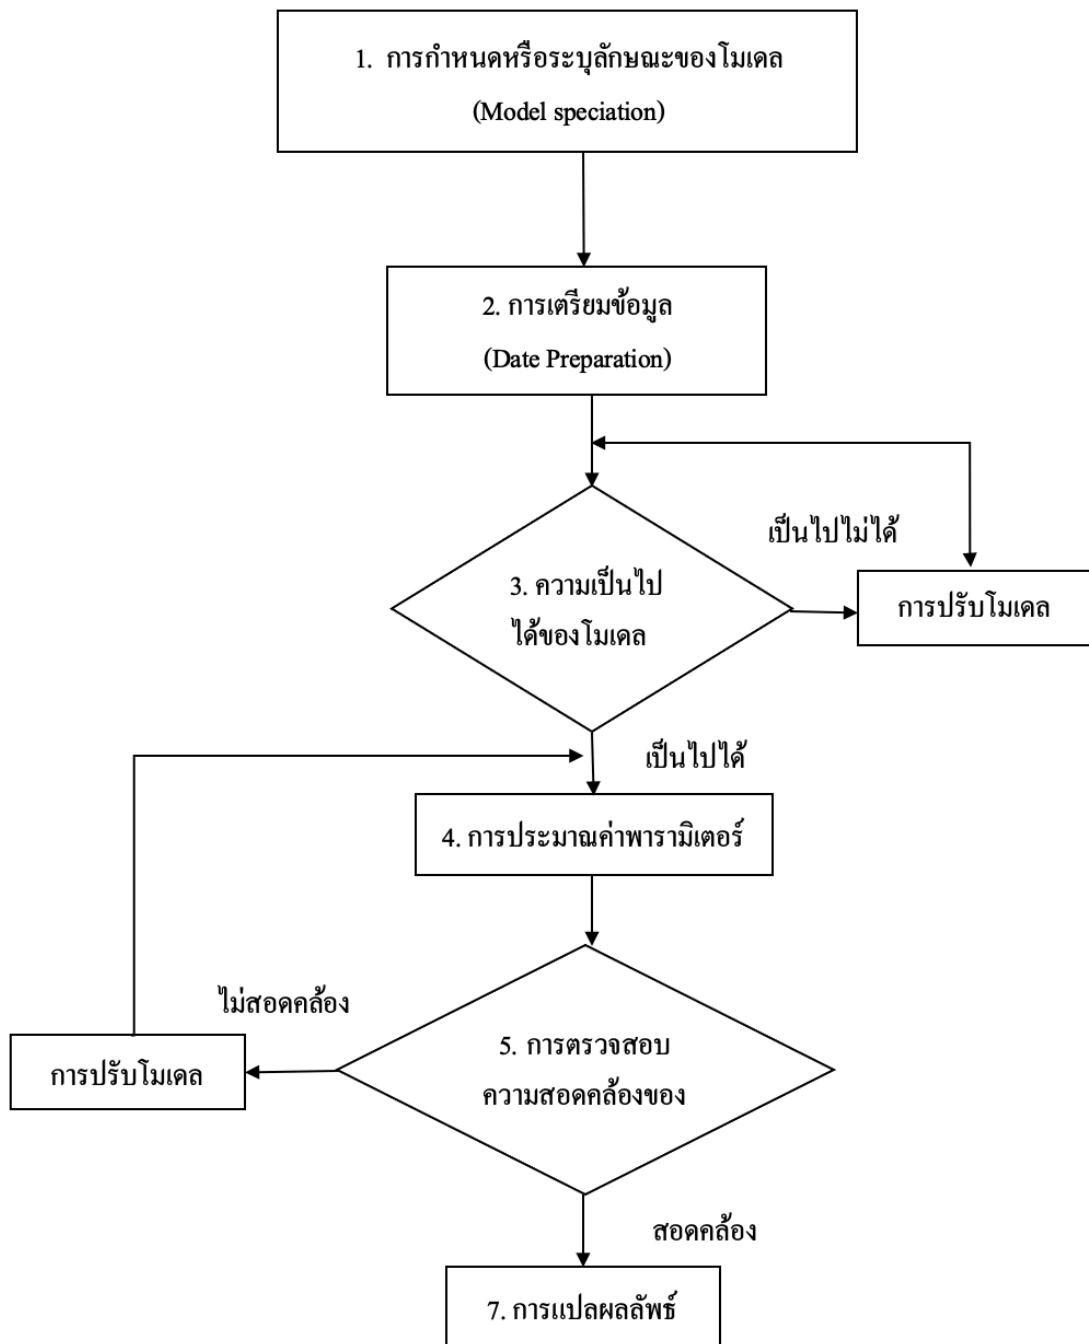 1. การกำหนดหรือระบุลักษณะของโมเดล
(Model speciation)
2. การเตรียมข้อมูล
(Date Preparation)
เป็นไปไม่ได้
3. ความเป็นไป
ได้ของโมเดล
การปรับโมเดล
เป็นไปได้
4. การประมาณค่าพารามิเตอร์
ไม่สอดคล้อง
5. การตรวจสอบ
ความสอดคล้องของ
การปรับโมเดล
สอดคล้อง
7. การแปลผลลัพธ์